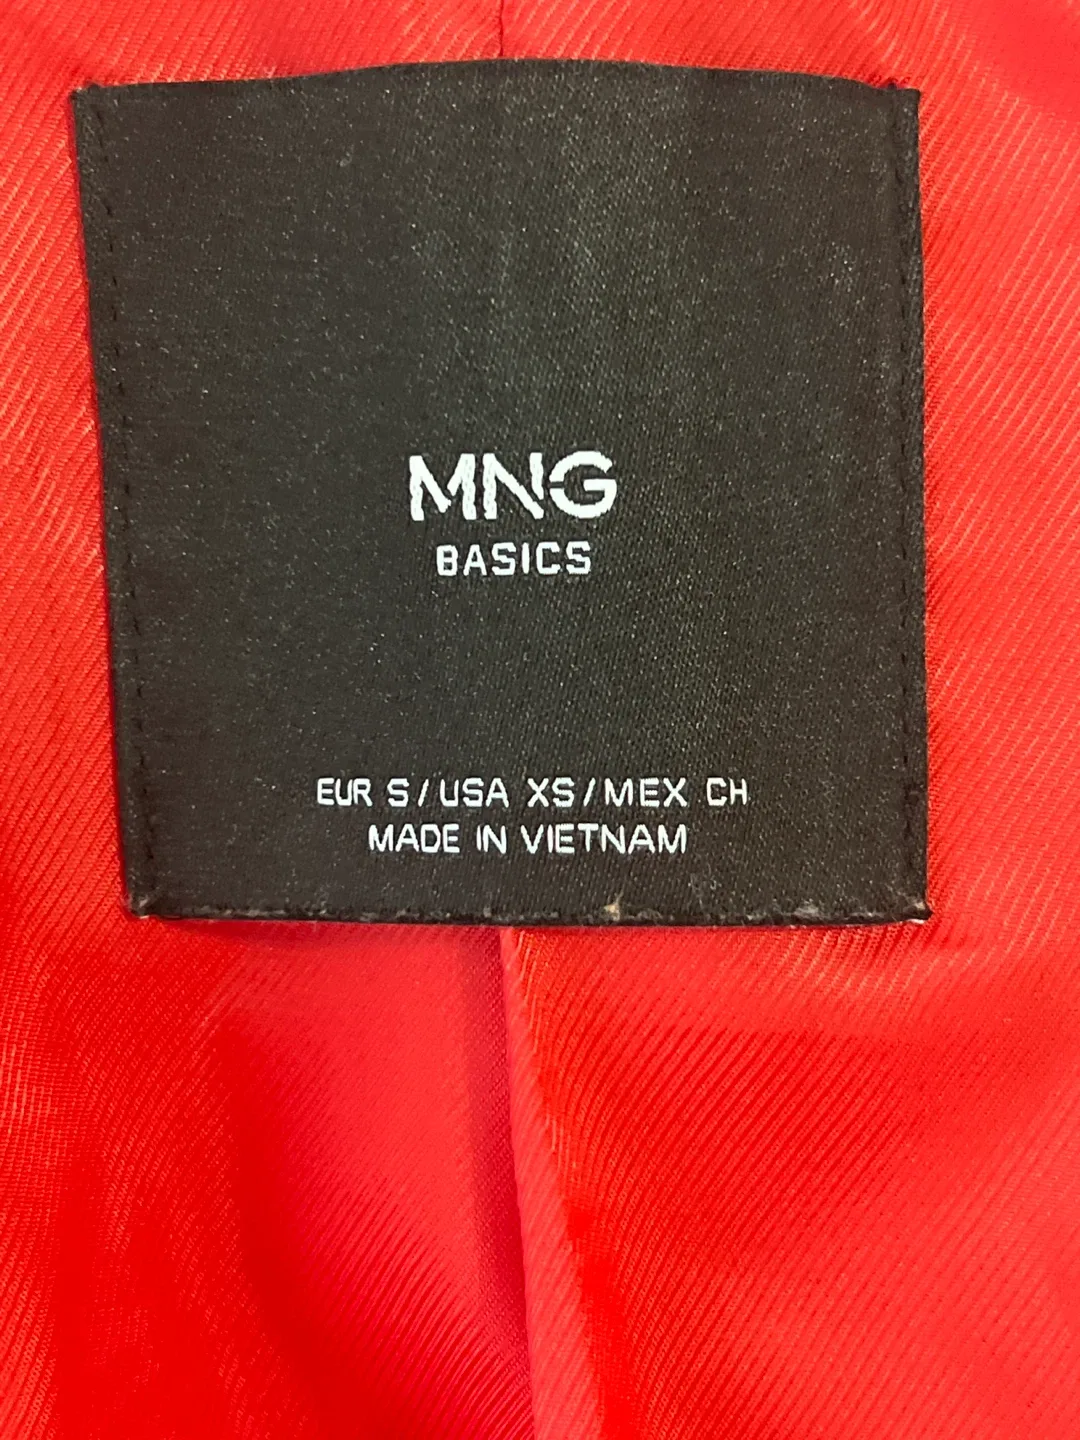 MNG
BASICS
EUR S/USA XS/MEX CH
MADE IN VIETNAM